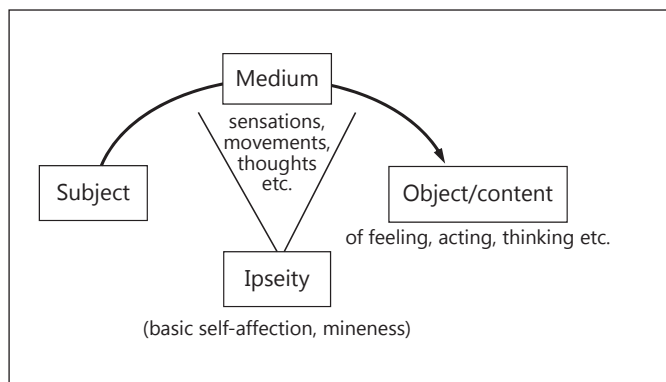 Medium
sensations,
movements,
thoughts
etc.
Subject
Object/content
of feeling, acting, thinking etc.
Ipseity
(basic self-affection, mineness)